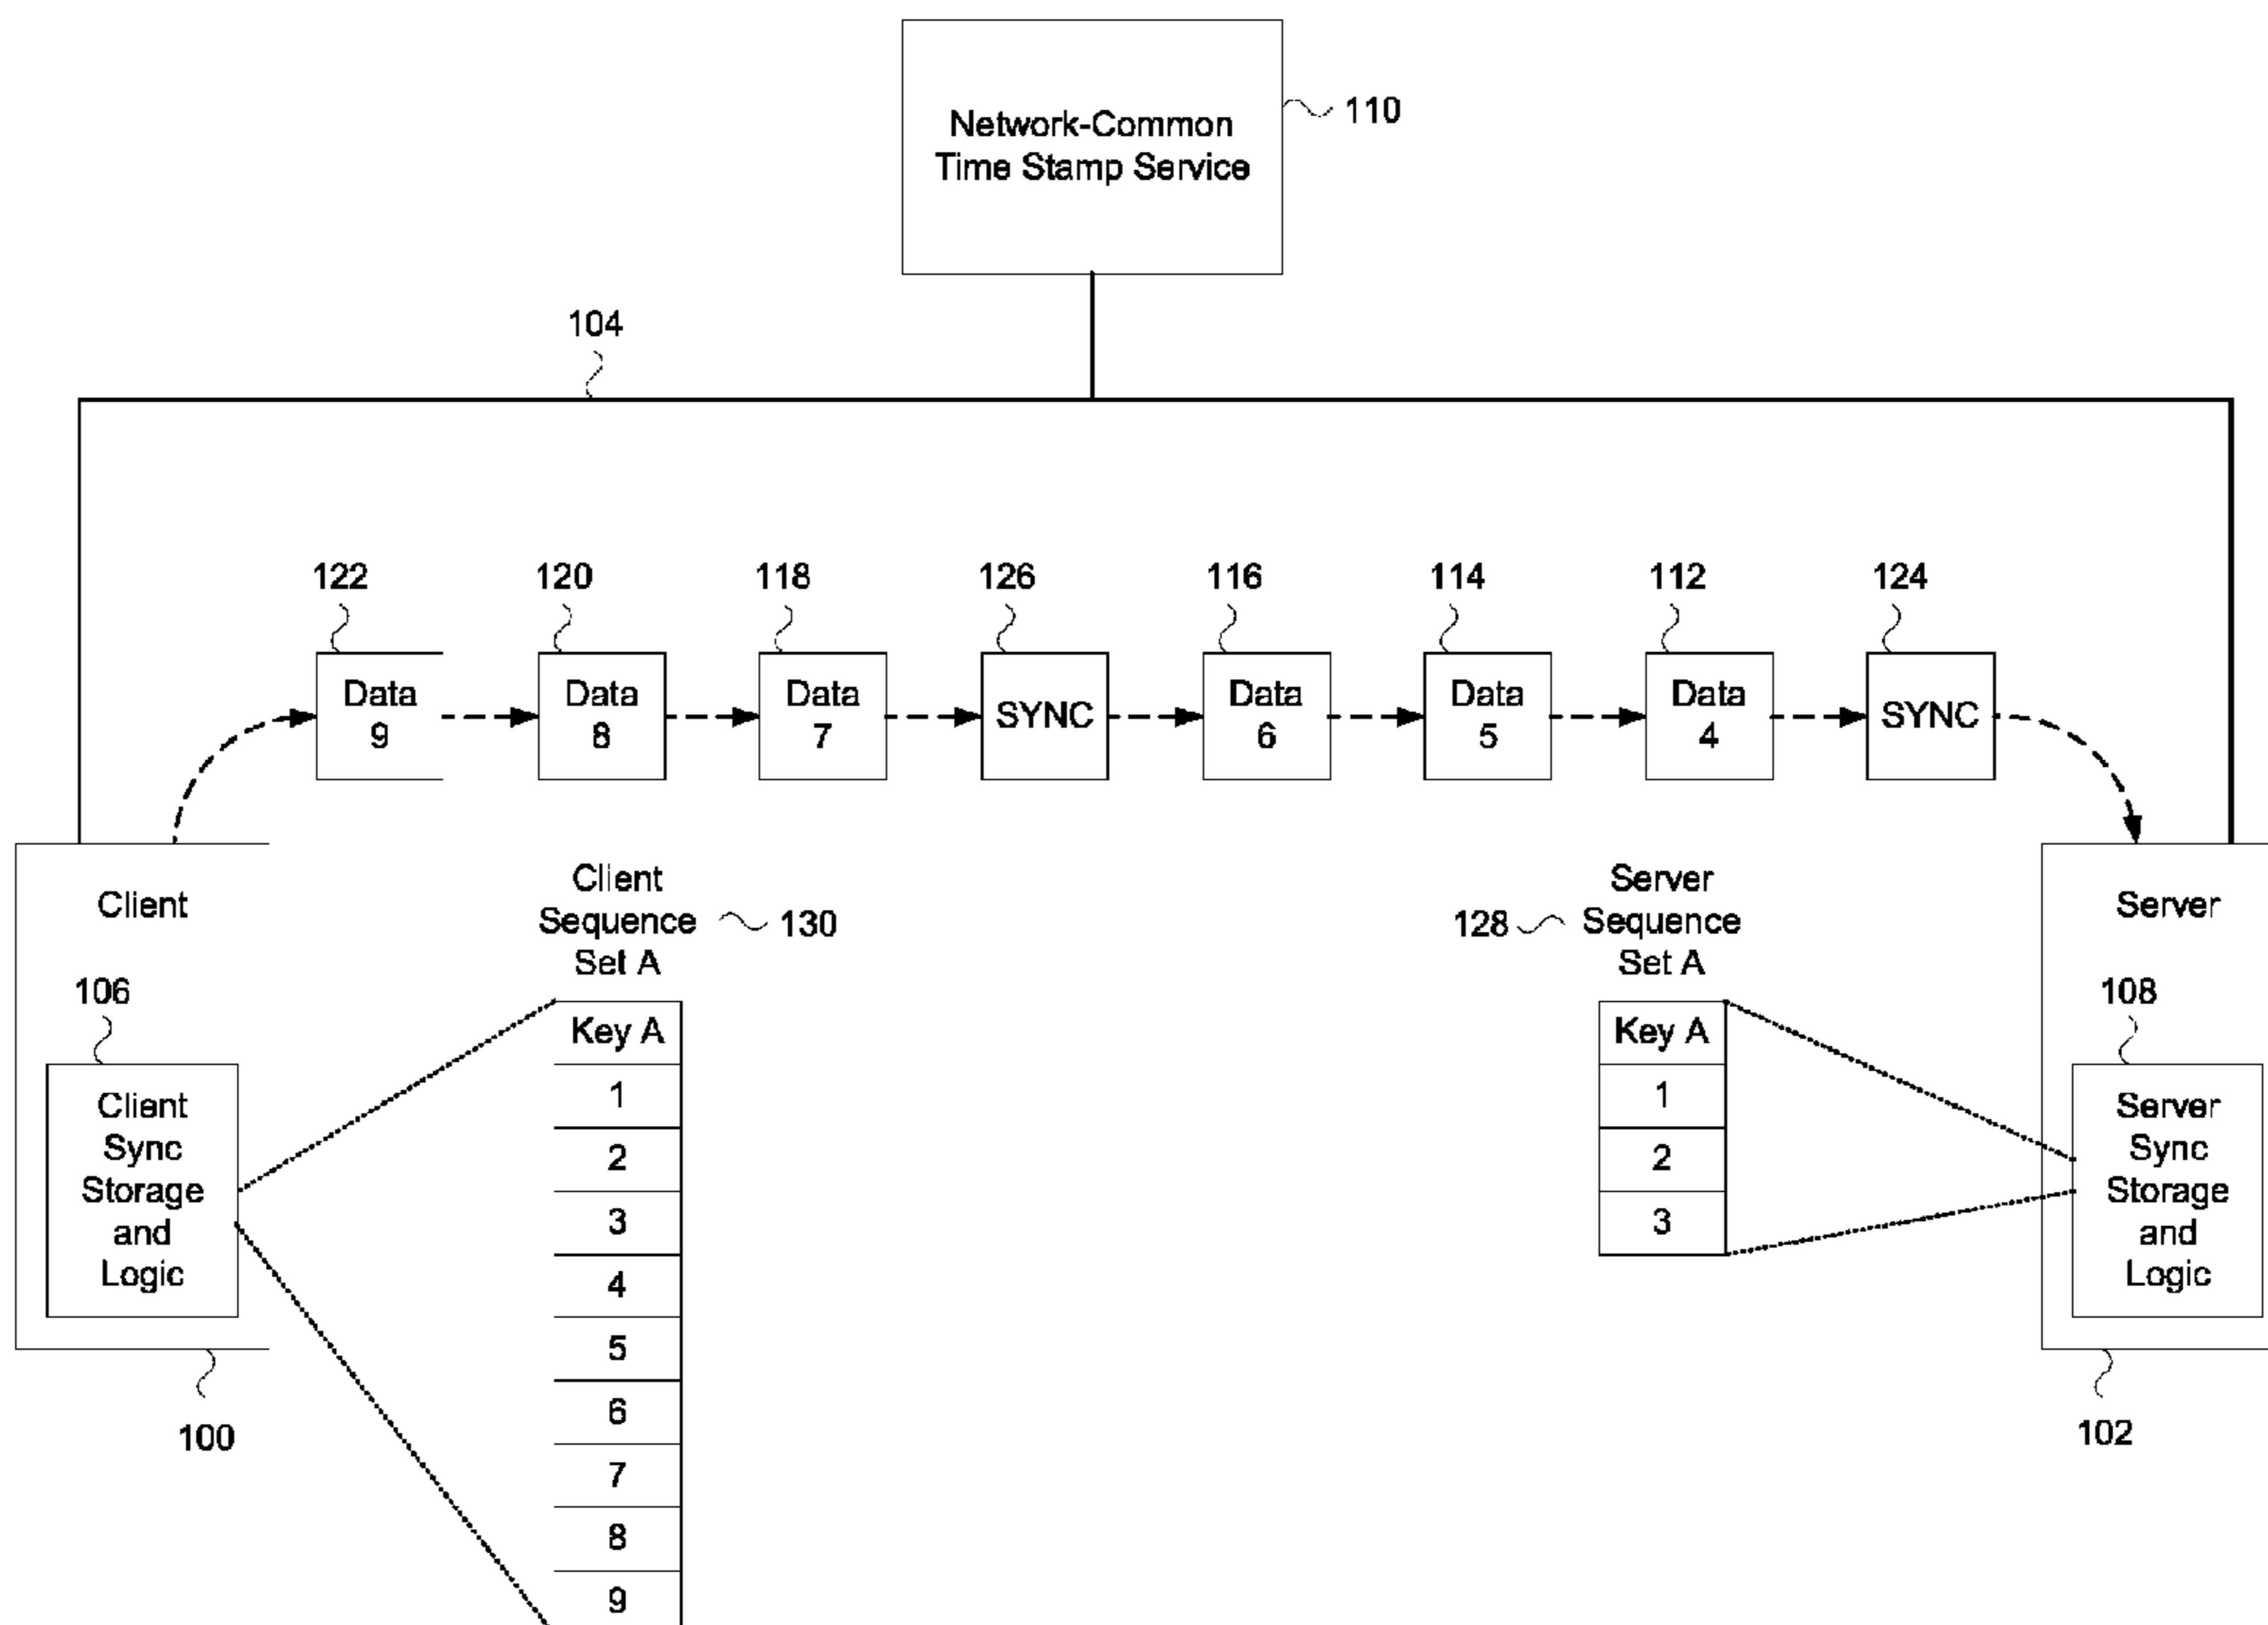 Network-Common
Time Stamp Service
110
104
122
120
118
126
116
114
112
124
Data
9
Data
8
Data
7
SYNC
Data
6
Data
5
Data
4
SYNC
Client
106
Client
Sync
Storage
and
Logic
100
Client
Sequence
Set A
130
Key A
1
2
3
4
5
6
7
8
9
Server
Sequence
Set A
128
Key A
1
2
3
Server
108
Server
Sync
Storage
and
Logic
102